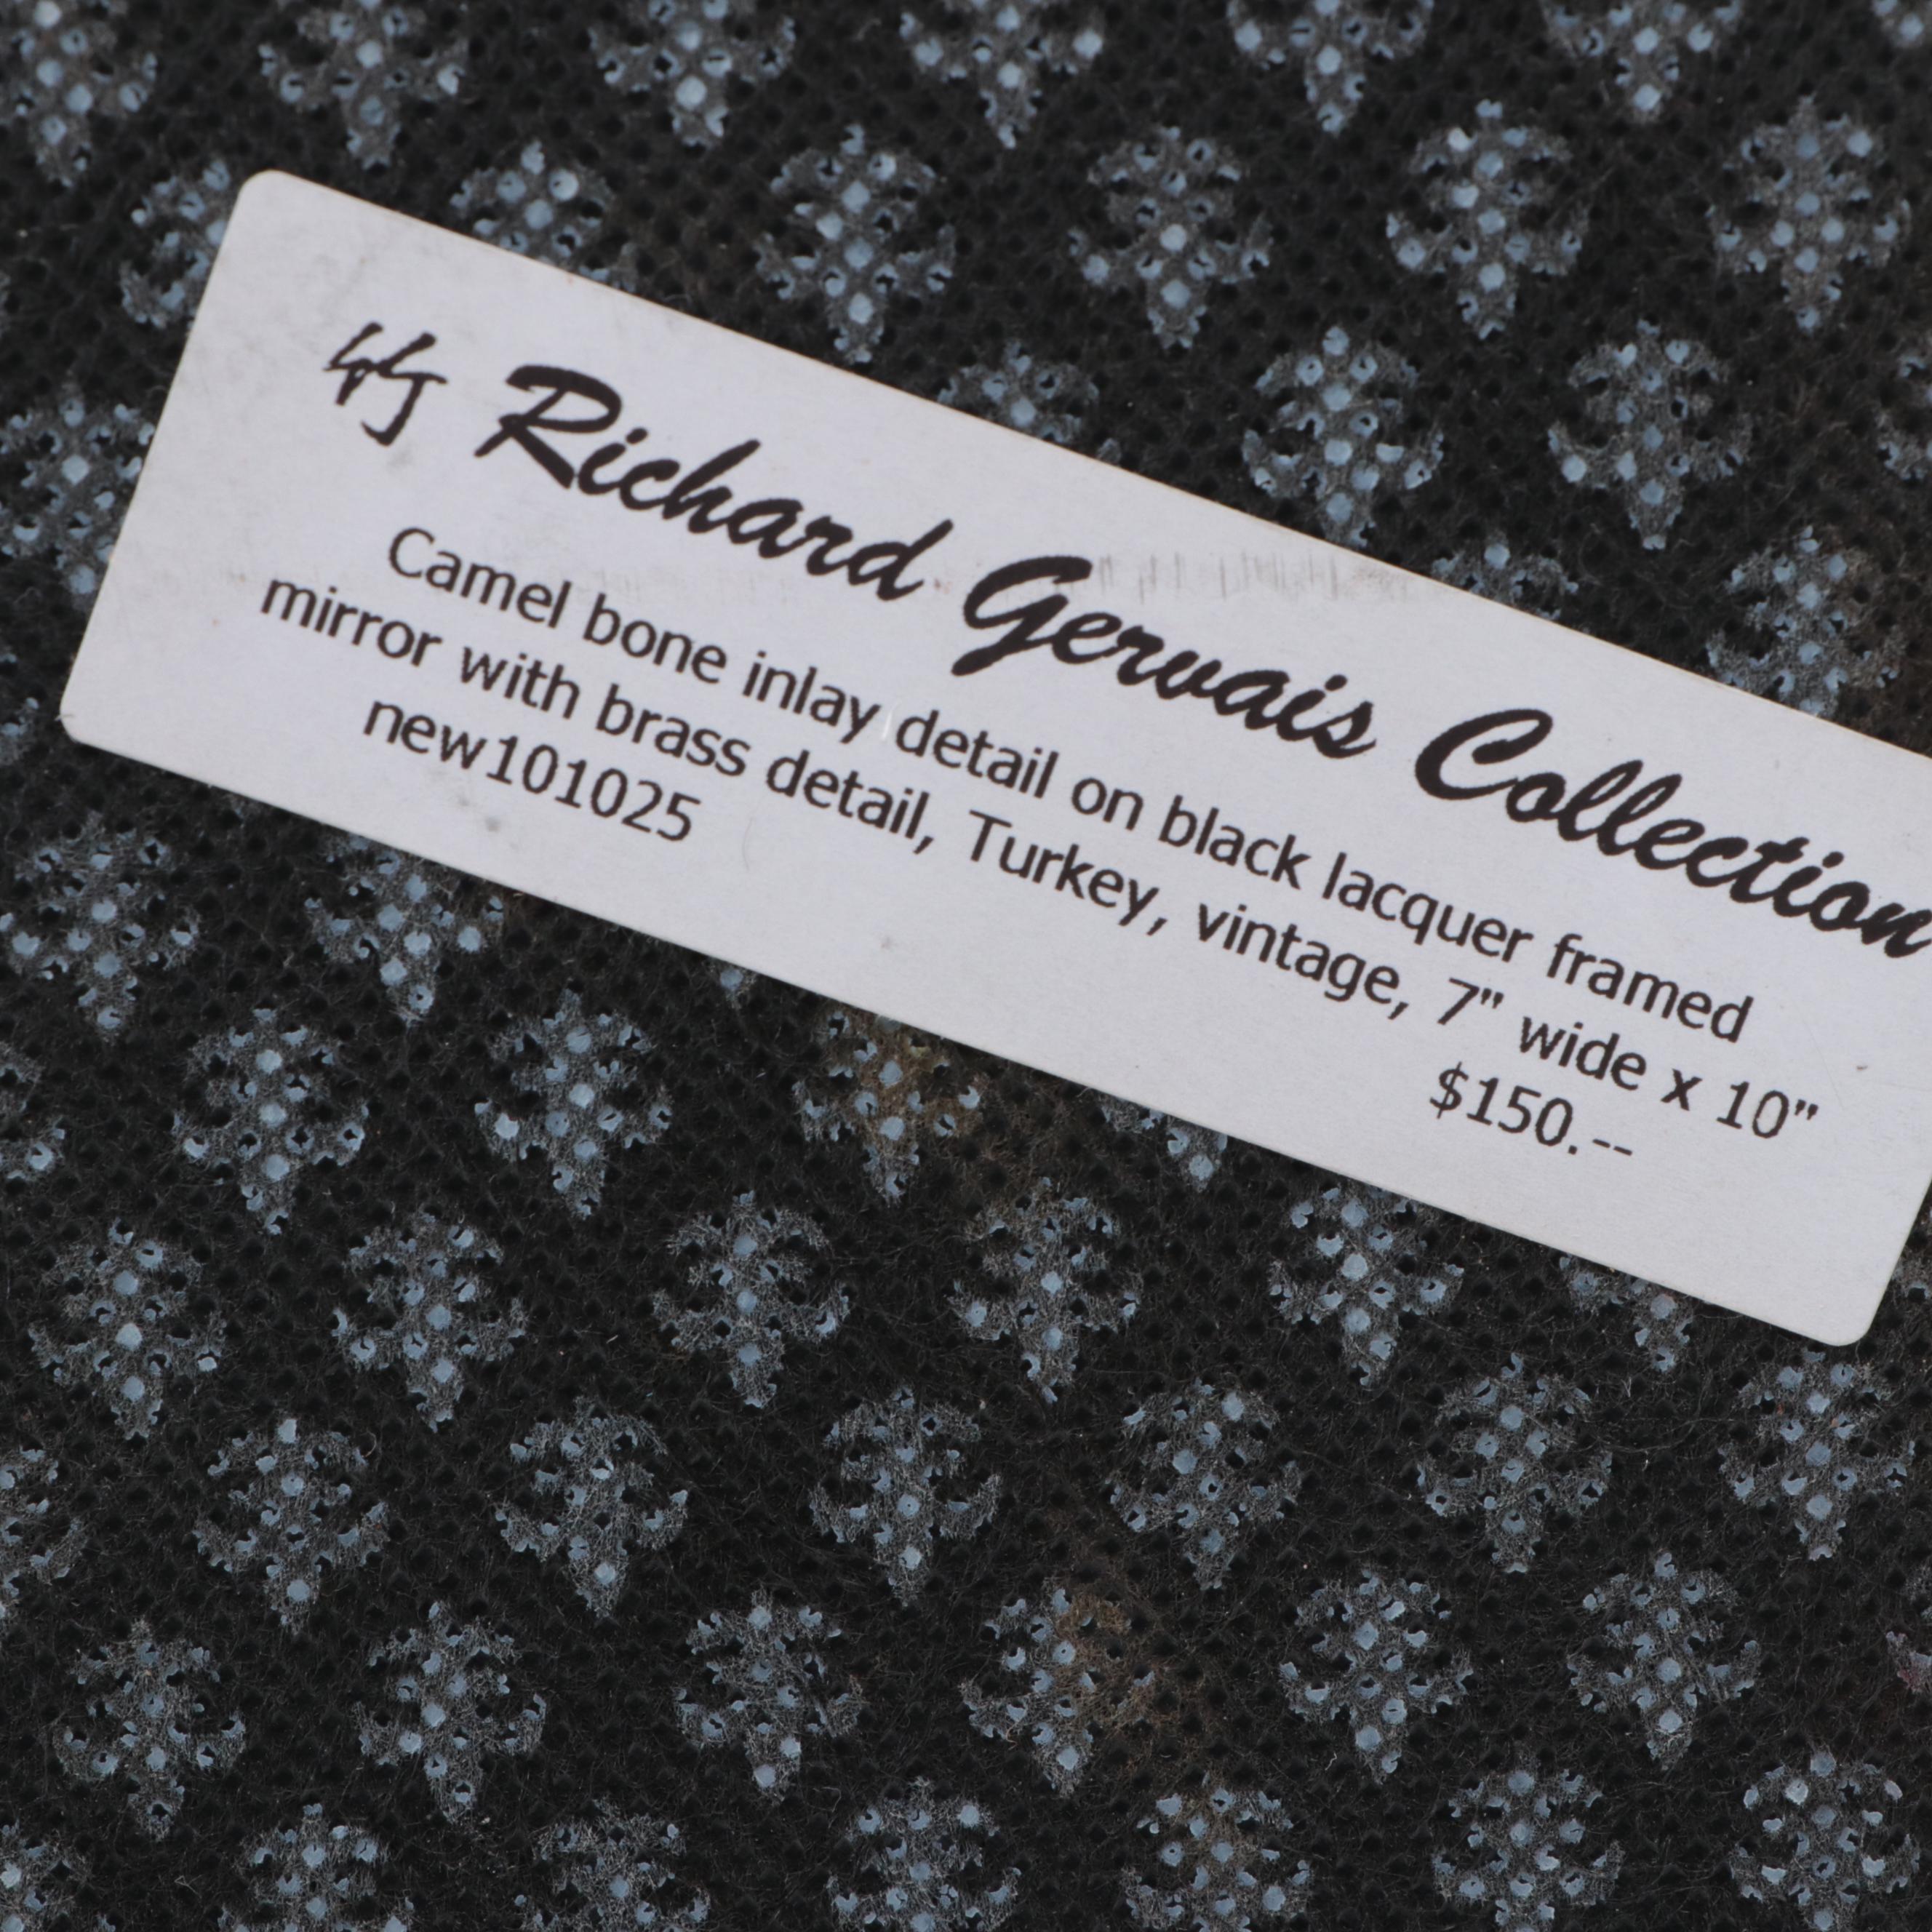 Richard Gervais Collection
Camel bone inlay detail on black lacquer framed
mirror with brass detail, Turkey, vintage, 7" wide x 10"
new101025 $150.--